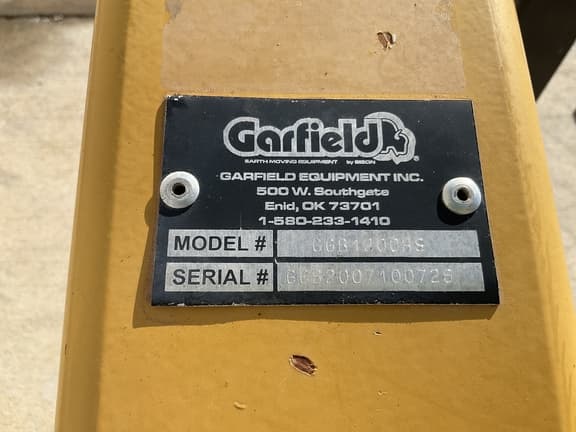 Garfield®
EARTH MOVING EQUIPMENT by BISON
GARFIELD EQUIPMENT INC.
500 W. Southgate
Enid, OK 73701
1-580-233-1410
MODEL #
SERIAL # GGB2007100725